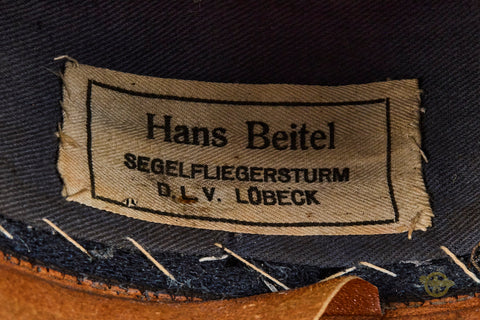 Hans Beitel
SEGELFLIEGERSTURM
D.L.V. LÜBECK